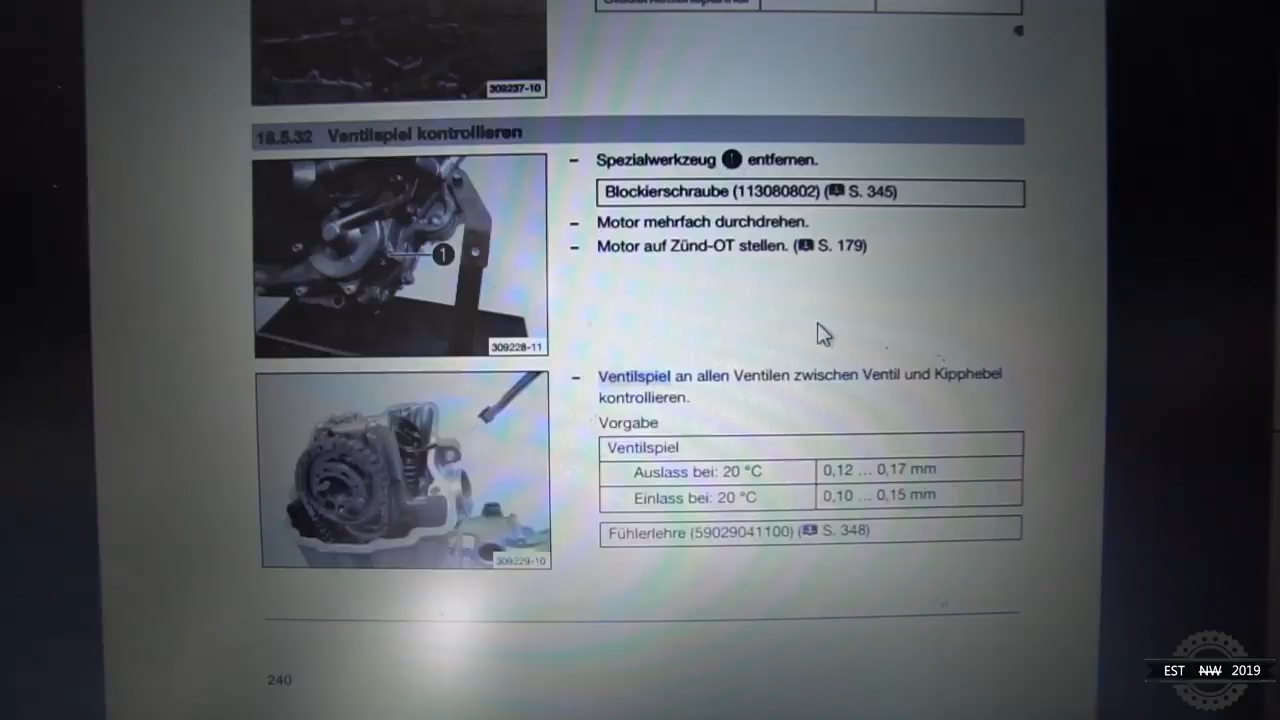 309237-10
18.5.32 Ventilspiel kontrollieren
– Spezialwerkzeug 1 entfernen.
Blockierschraube (113080802) ( S. 345)
– Motor mehrfach durchdrehen.
– Motor auf Zünd-OT stellen. ( S. 179)
1
309228-11
– Ventilspiel an allen Ventilen zwischen Ventil und Kipphebel
kontrollieren.
Vorgabe
Ventilspiel
Auslass bei: 20 °C 0,12 … 0,17 mm
Einlass bei: 20 °C 0,10 … 0,15 mm
Fühlerlehre (59029041100) ( S. 348)
309229-10
240
EST NW 2019